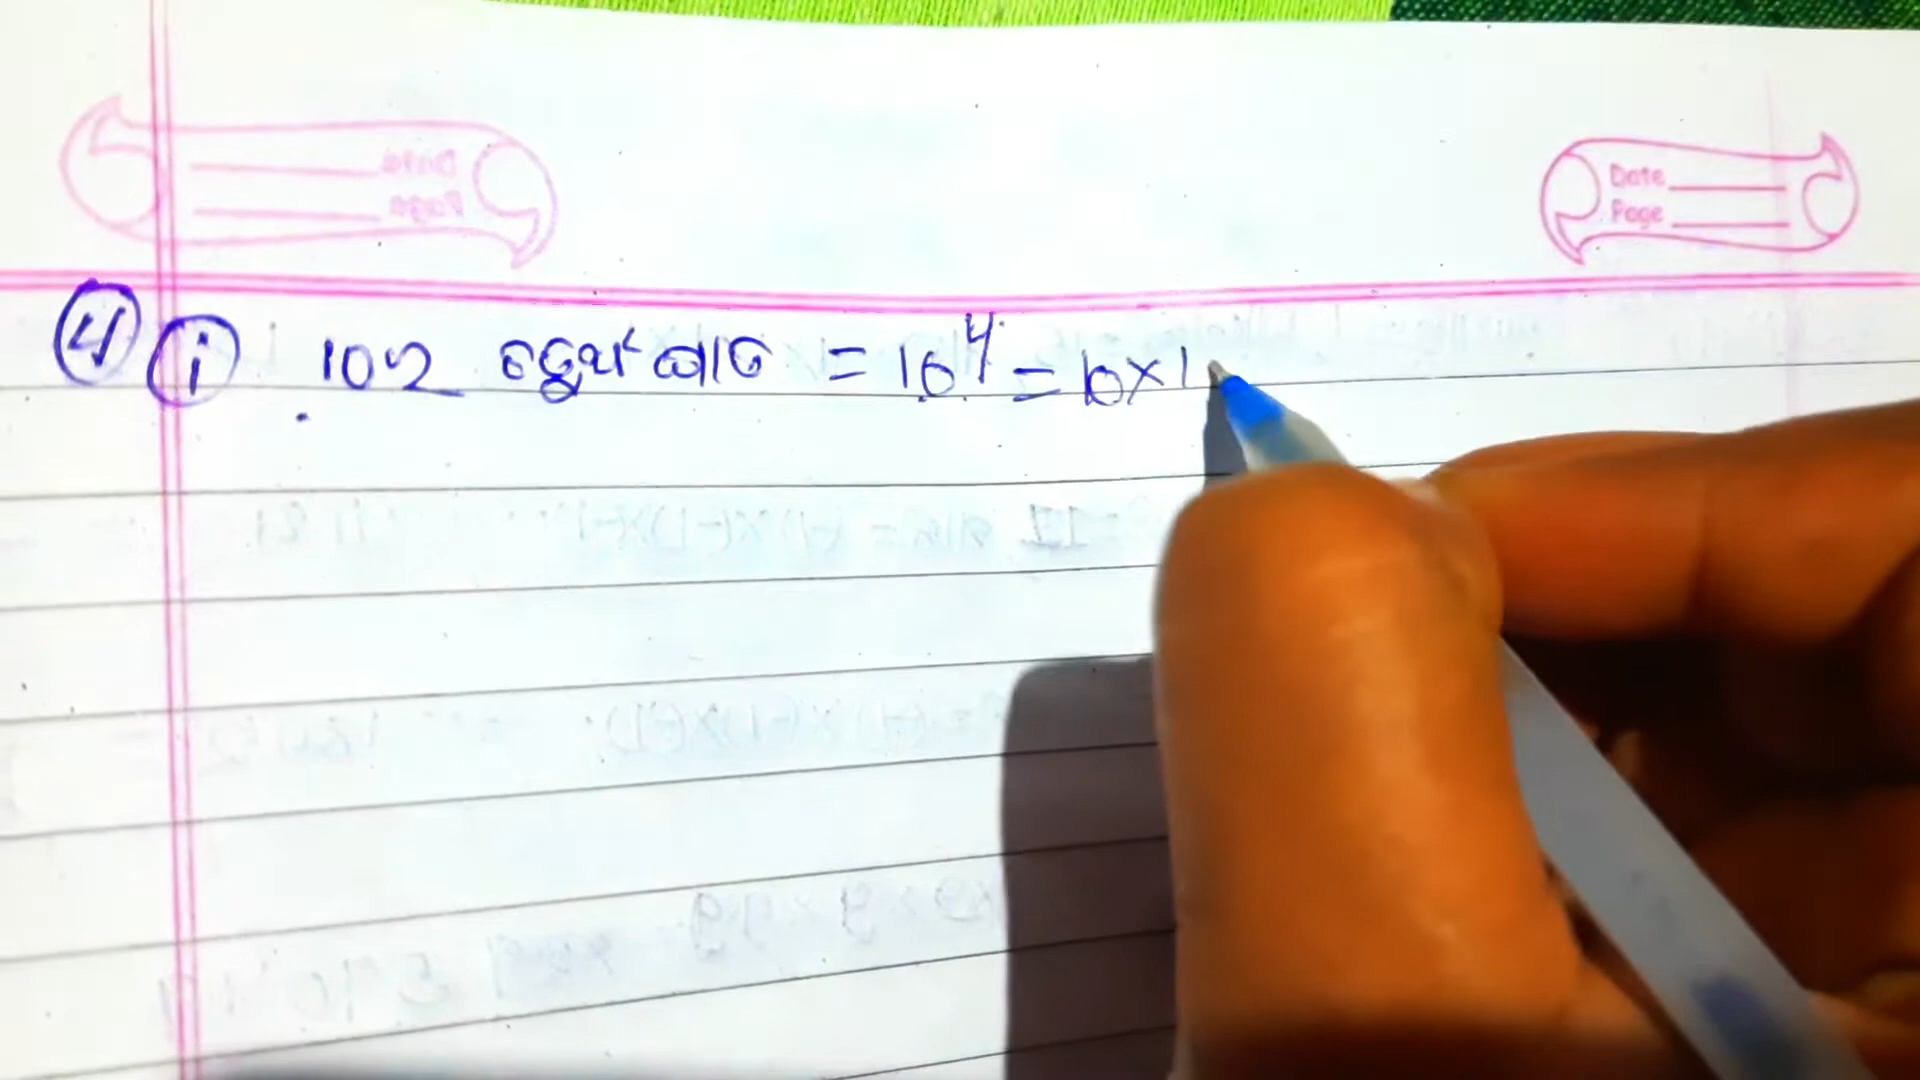 Date
Page
4 i 10ର ଚତୁର୍ଥ ଘାତ = 10⁴ = 10×1